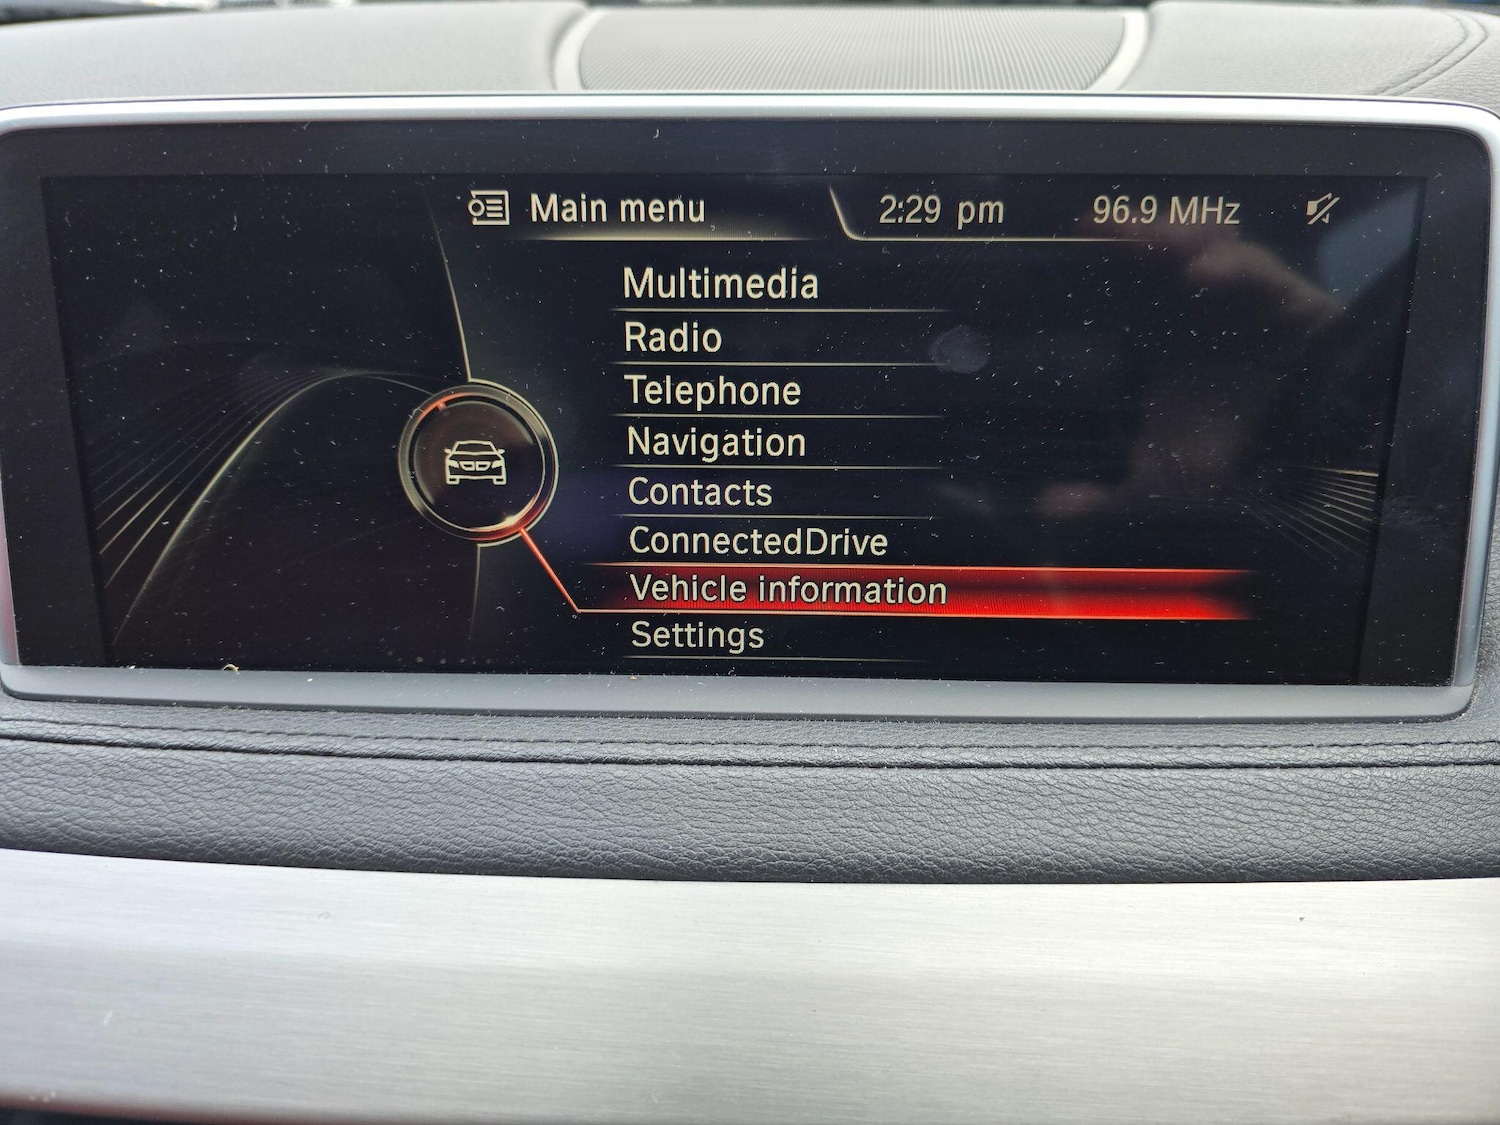 Main menu 2:29 pm 96.9 MHz
Multimedia
Radio
Telephone
Navigation
Contacts
ConnectedDrive
Vehicle information
Settings